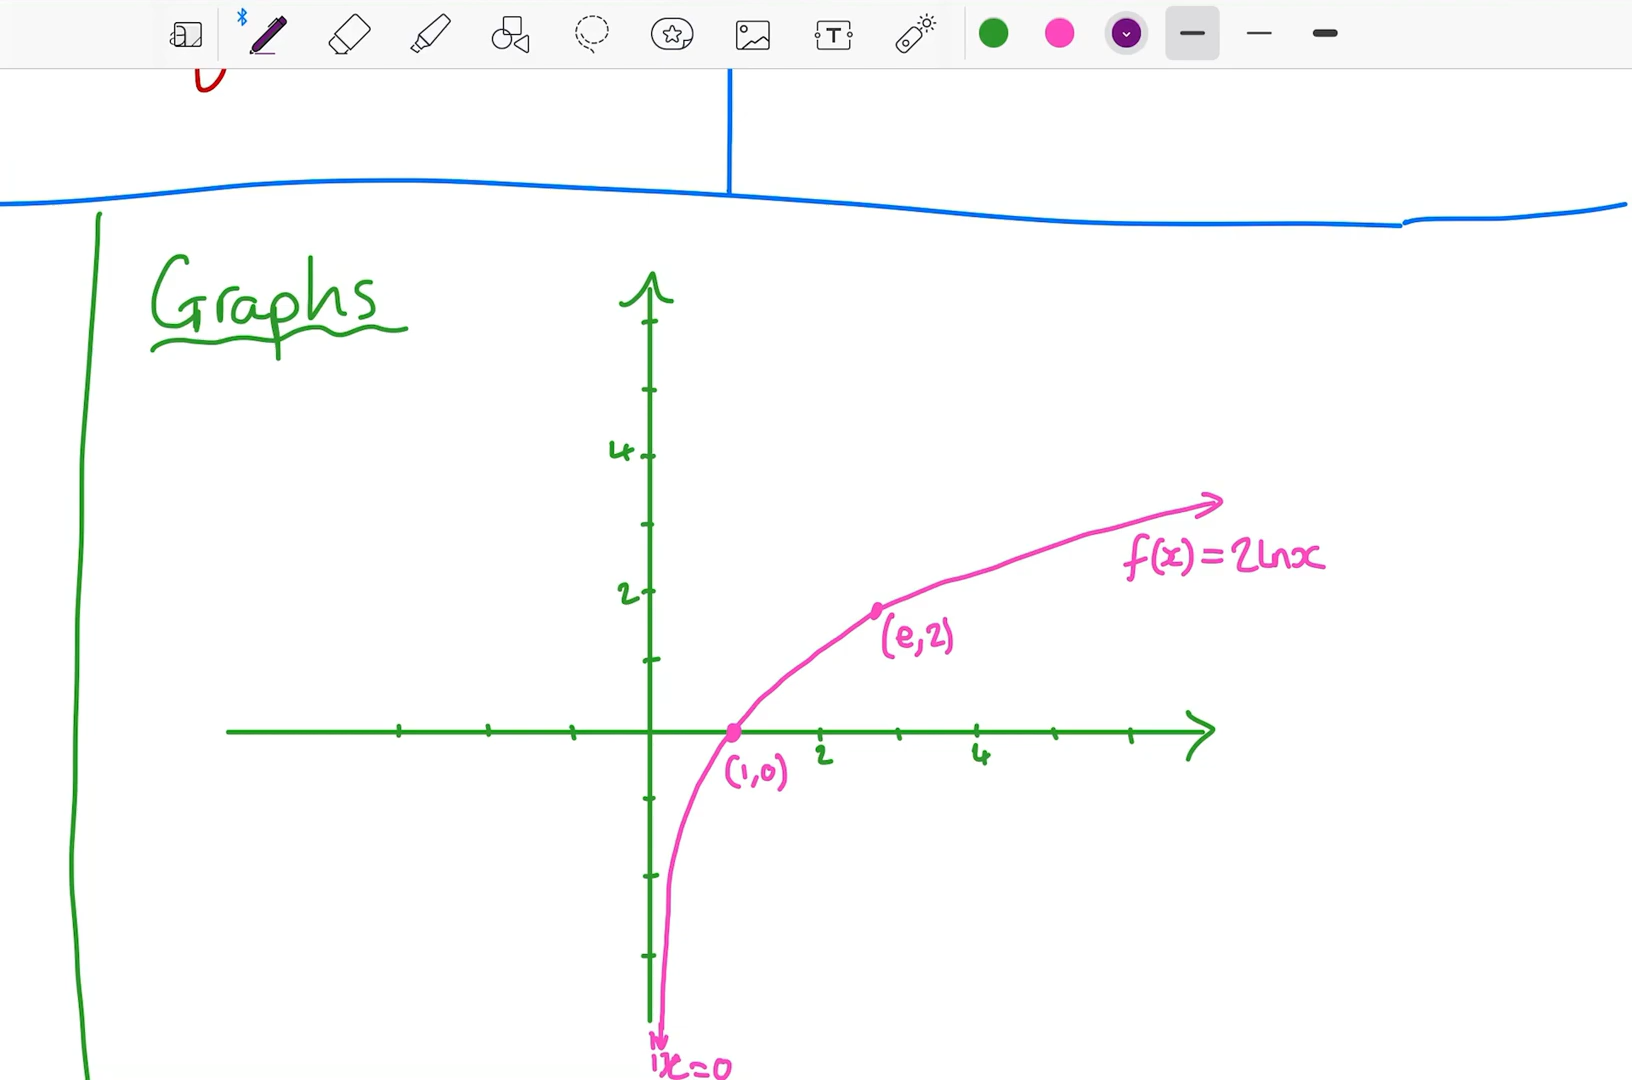 T
Graphs
4
f(x)=2lnx
2
(e,2)
2
4
(1,0)
x=0